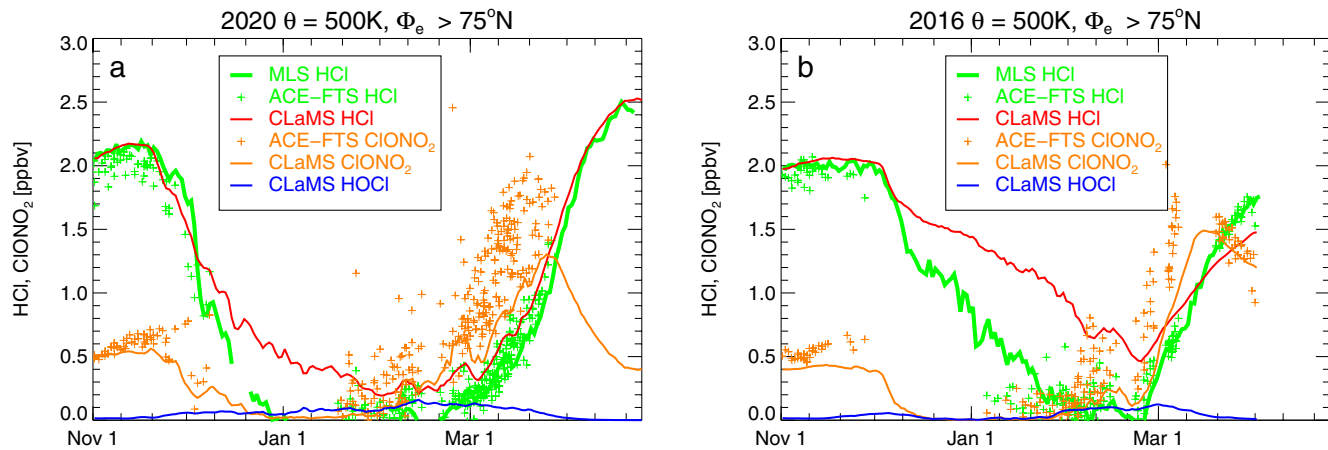 2020 θ = 500K, Φe > 75°N
a
MLS HCl
ACE-FTS HCl
CLaMS HCl
ACE-FTS ClONO2
CLaMS ClONO2
CLaMS HOCl
HCl, ClONO2 [ppbv]
3.0
2.5
2.0
1.5
1.0
0.5
0.0
Nov 1 Jan 1 Mar 1
2016 θ = 500K, Φe > 75°N
b
MLS HCl
ACE-FTS HCl
CLaMS HCl
ACE-FTS ClONO2
CLaMS ClONO2
CLaMS HOCl
HCl, ClONO2 [ppbv]
3.0
2.5
2.0
1.5
1.0
0.5
0.0
Nov 1 Jan 1 Mar 1